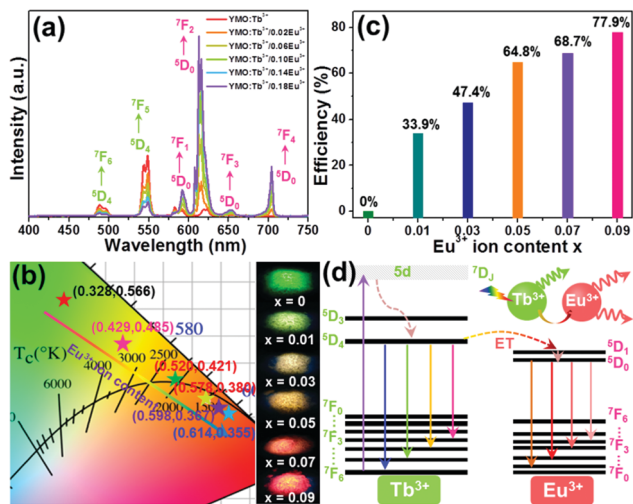 (a)
YMO:Tb³⁺
YMO:Tb³⁺/0.02Eu³⁺
YMO:Tb³⁺/0.06Eu³⁺
YMO:Tb³⁺/0.10Eu³⁺
YMO:Tb³⁺/0.14Eu³⁺
YMO:Tb³⁺/0.18Eu³⁺
⁷F₂
⁵D₀
⁷F₅
⁵D₄
⁷F₆
⁵D₄
⁷F₁
⁵D₀
⁷F₃
⁵D₀
⁷F₄
⁵D₀
Intensity (a.u.)
400 450 500 550 600 650 700 750
Wavelength (nm)
(c)
80
60
40
20
0
Efficiency (%)
0%
33.9%
47.4%
64.8%
68.7%
77.9%
0 0.01 0.03 0.05 0.07 0.09
Eu³⁺ ion content x
(b)
(0.328,0.566)
(0.429,0.485)
580
(0.520,0.421)
(0.578,0.380)
(0.598,0.367)
(0.614,0.355)
Tc(°K)
Eu³⁺ ion content
2500
3000
4000
6000
2000
x = 0
x = 0.01
x = 0.03
x = 0.05
x = 0.07
x = 0.09
(d)
5d
⁷D_J
Tb³⁺
Eu³⁺
⁵D₃
⁵D₄
ET
⁵D₁
⁵D₀
⁷F₀
⁷F₃
⁷F₆
⁷F₆
⁷F₃
⁷F₀
Tb³⁺
Eu³⁺